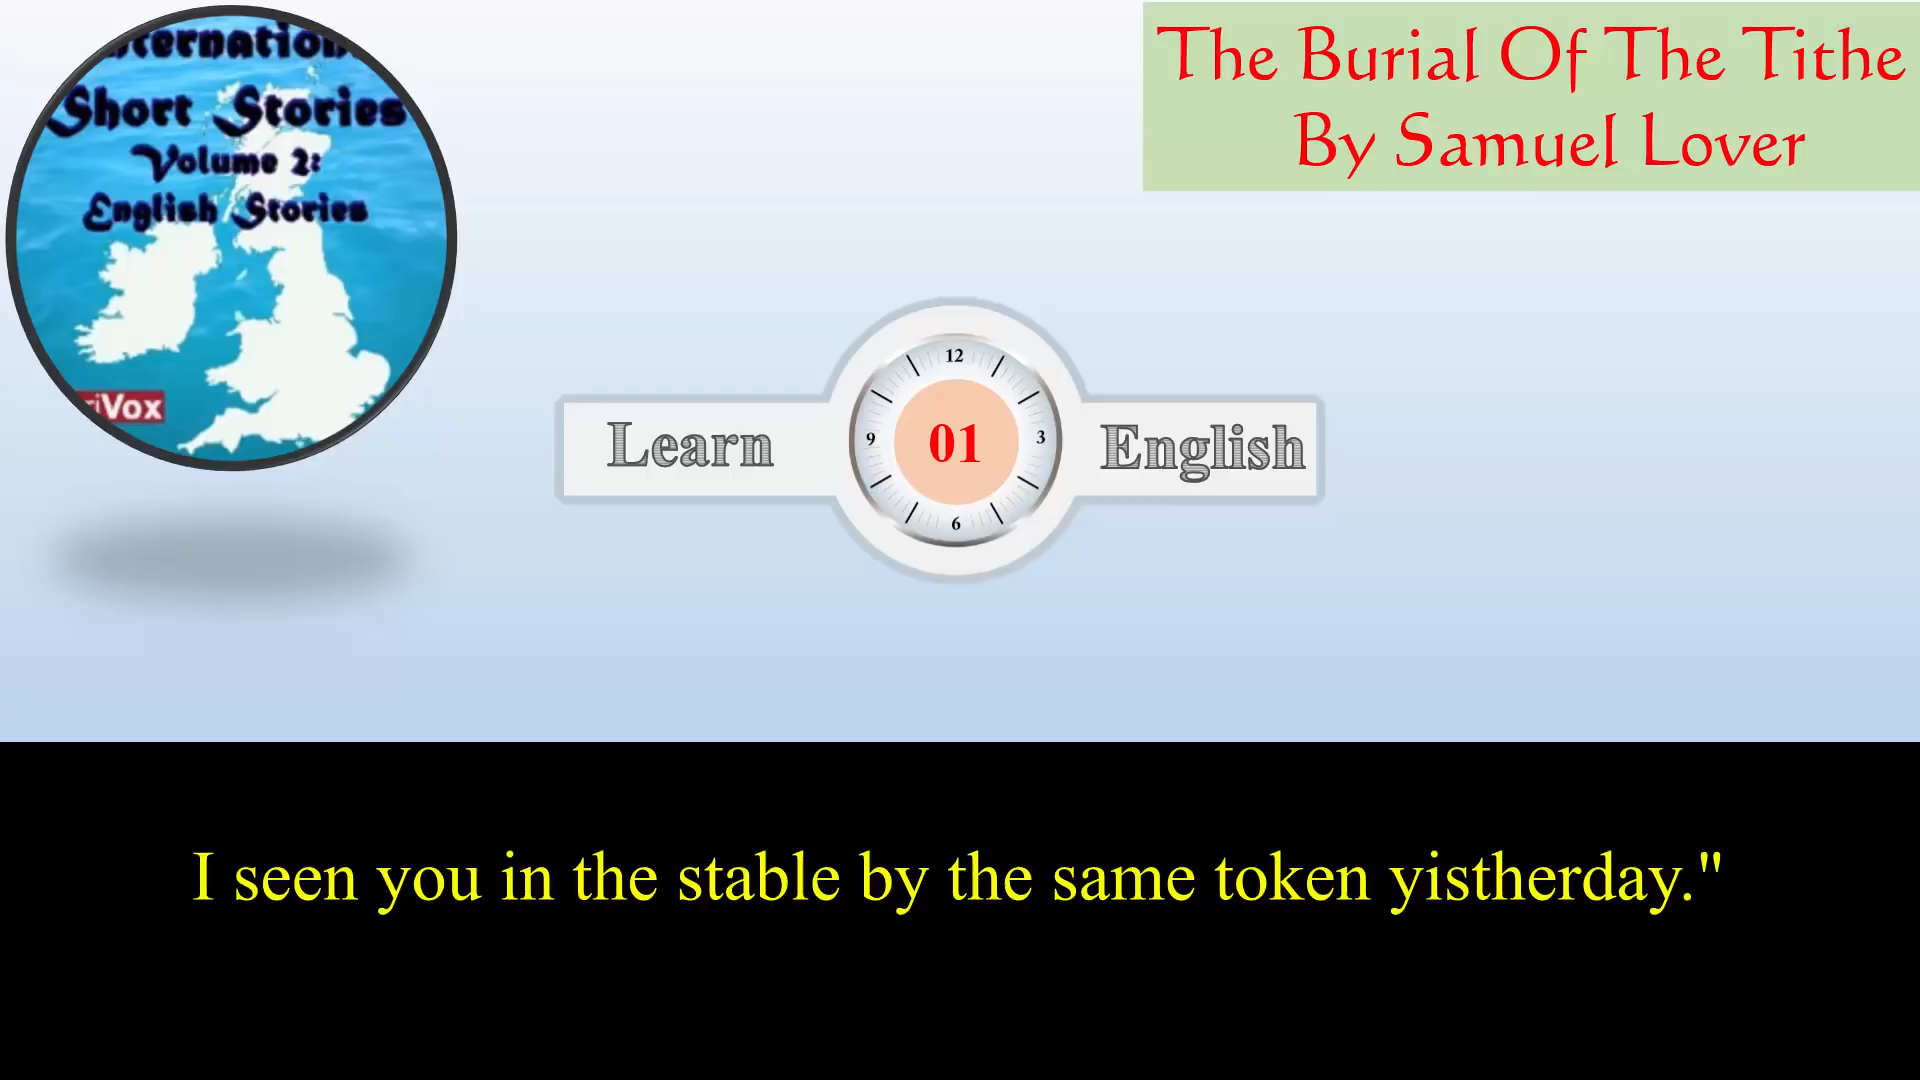 Short Stories
Volume 2:
English Stories
The Burial Of The Tithe
By Samuel Lover
Learn
12
9
01
3
6
English
I seen you in the stable by the same token yistherday."